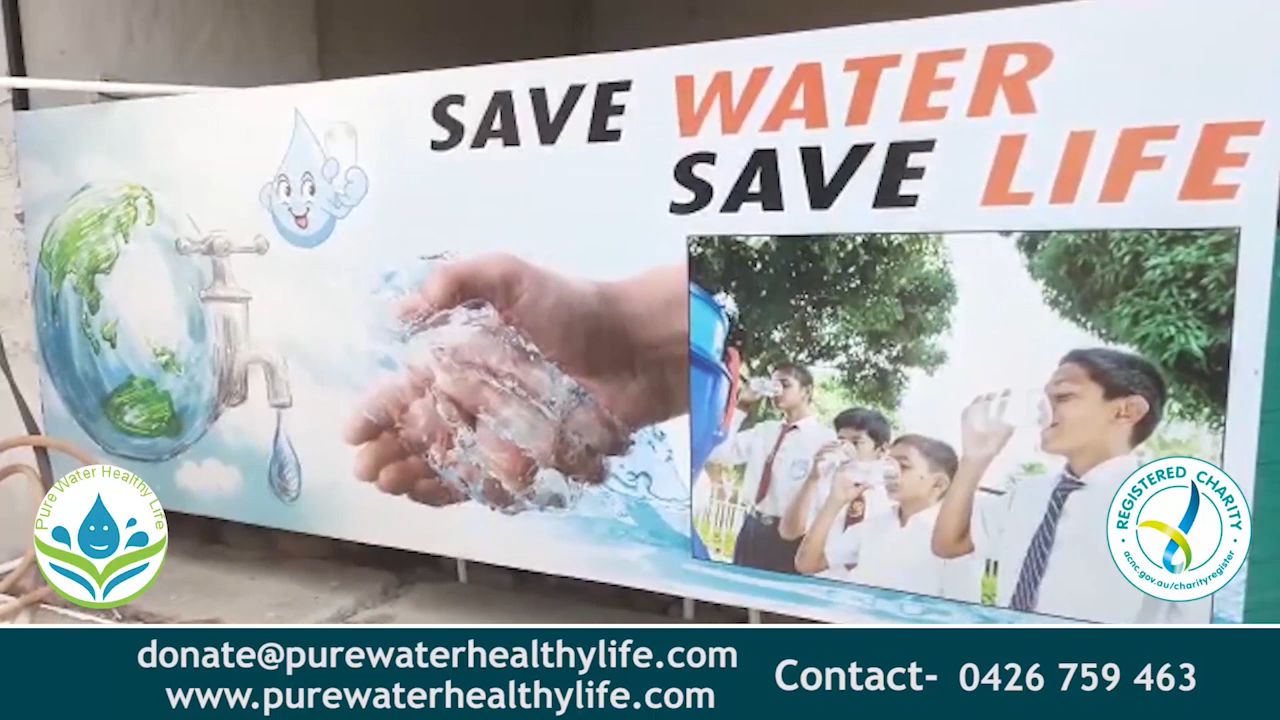 SAVE WATER
SAVE LIFE
Pure Water Healthy Life
REGISTERED CHARITY
acnc.gov.au/charityregister
donate@purewaterhealthylife.com
www.purewaterhealthylife.com
Contact- 0426 759 463